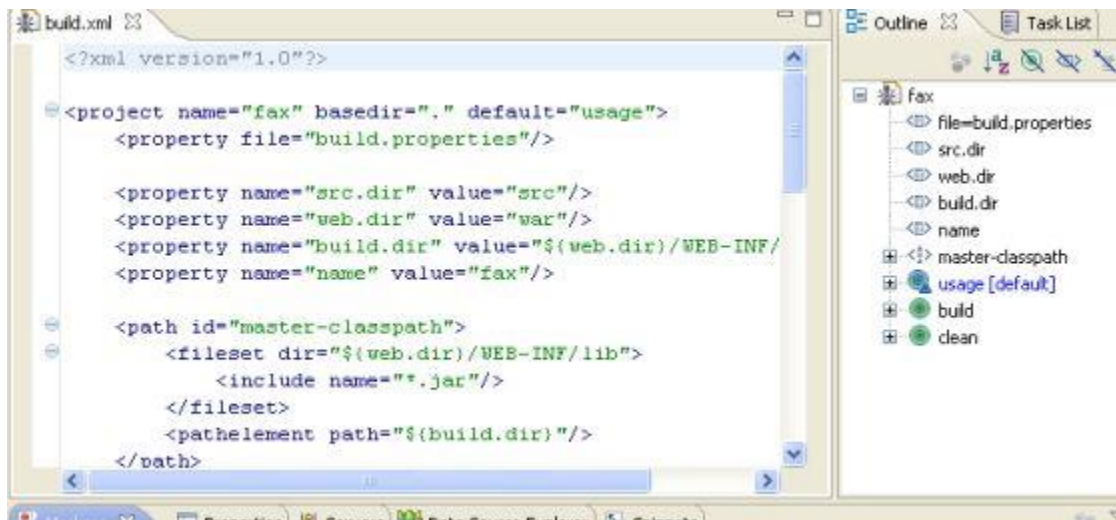 build.xml
<?xml version="1.0"?>
<project name="fax" basedir="." default="usage">
<property file="build.properties"/>
<property name="src.dir" value="src"/>
<property name="web.dir" value="war"/>
<property name="build.dir" value="${web.dir}/WEB-INF/
<property name="name" value="fax"/>
<path id="master-classpath">
<fileset dir="${web.dir}/WEB-INF/lib">
<include name="*.jar"/>
</fileset>
<pathelement path="${build.dir}"/>
</path>
Outline
Task List
fax
file=build.properties
src.dir
web.dir
build.dir
name
master-classpath
usage [default]
build
clean